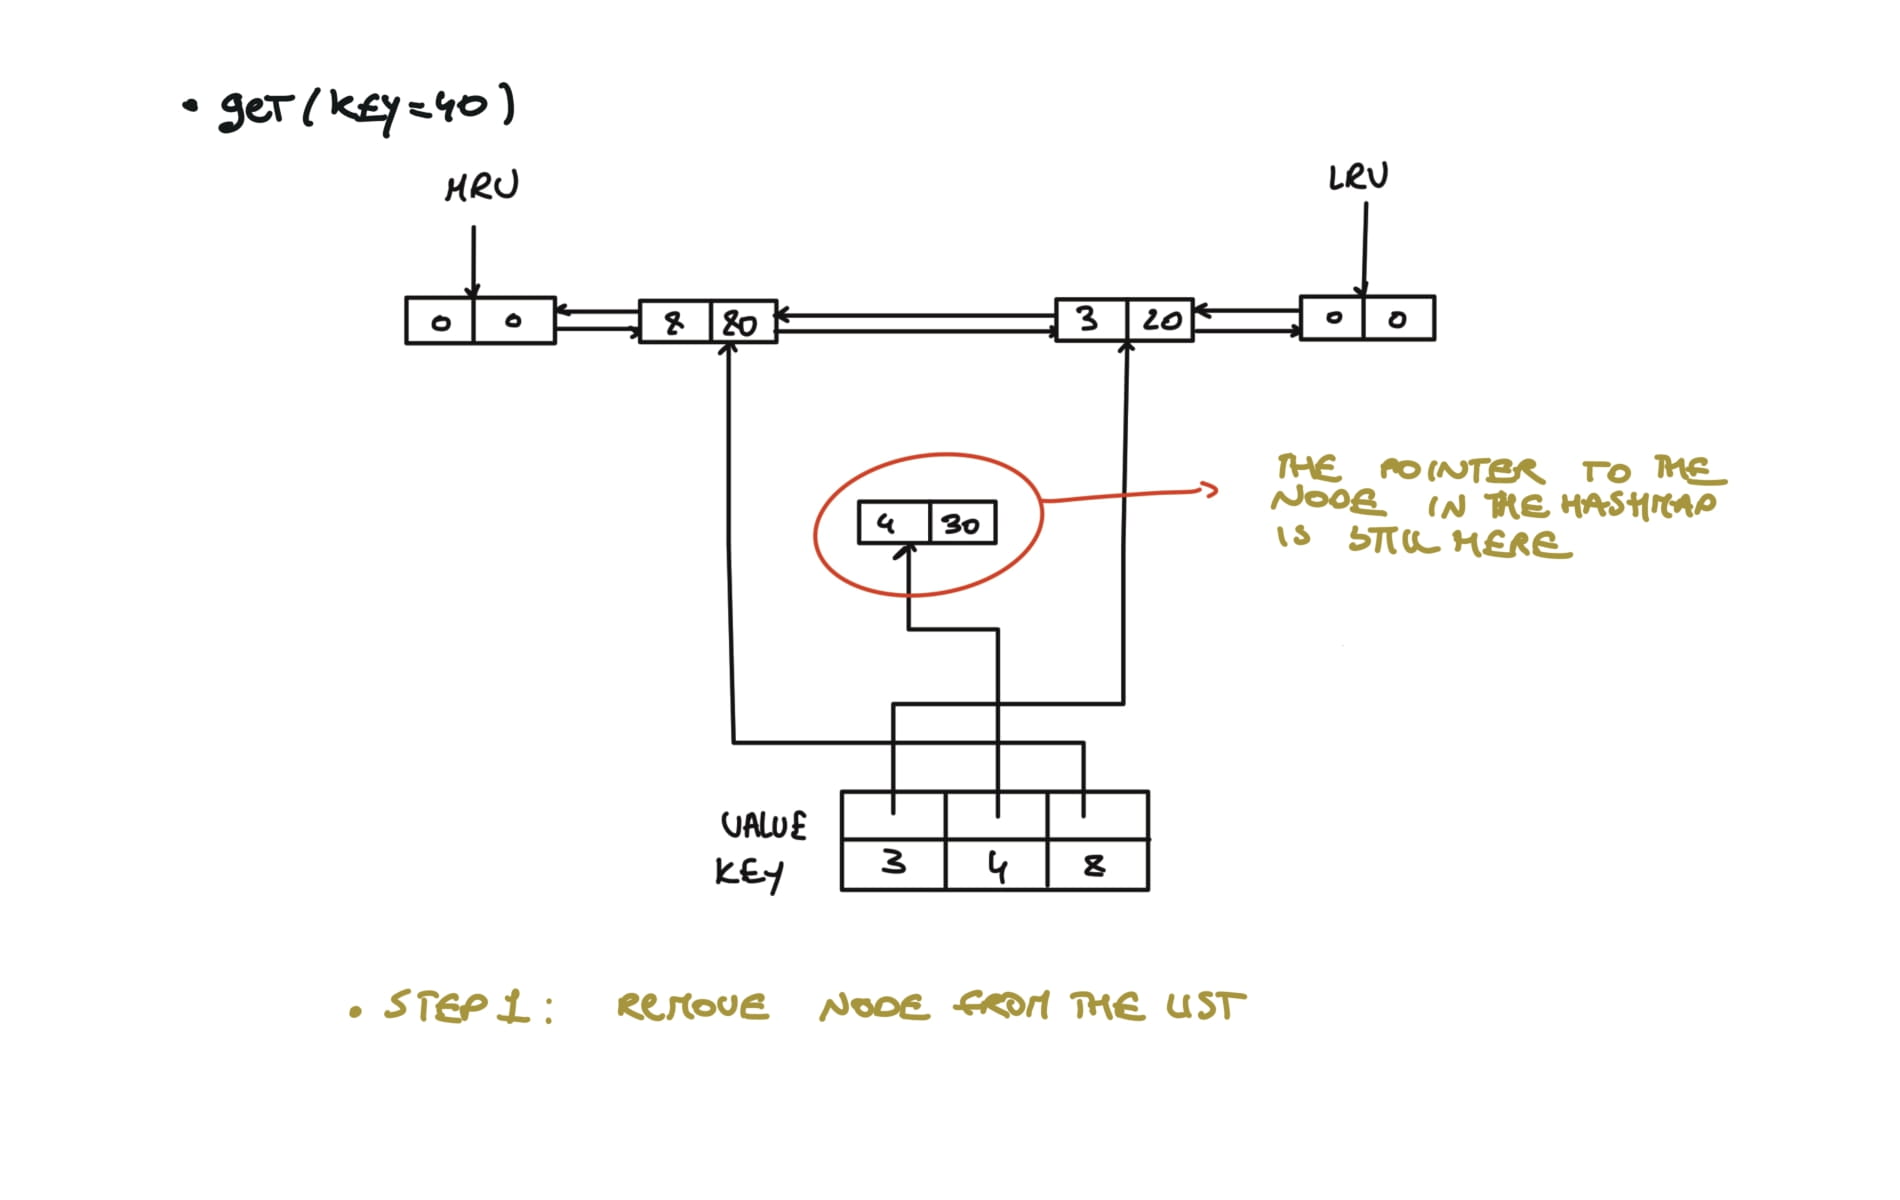 • get(key=40)
MRU
LRU
0 0
8 80
3 20
0 0
4 30
THE POINTER TO THE
NODE IN THE HASHMAP
IS STILL HERE
VALUE
KEY 3 4 8
• STEP 1: REMOVE NODE FROM THE LIST